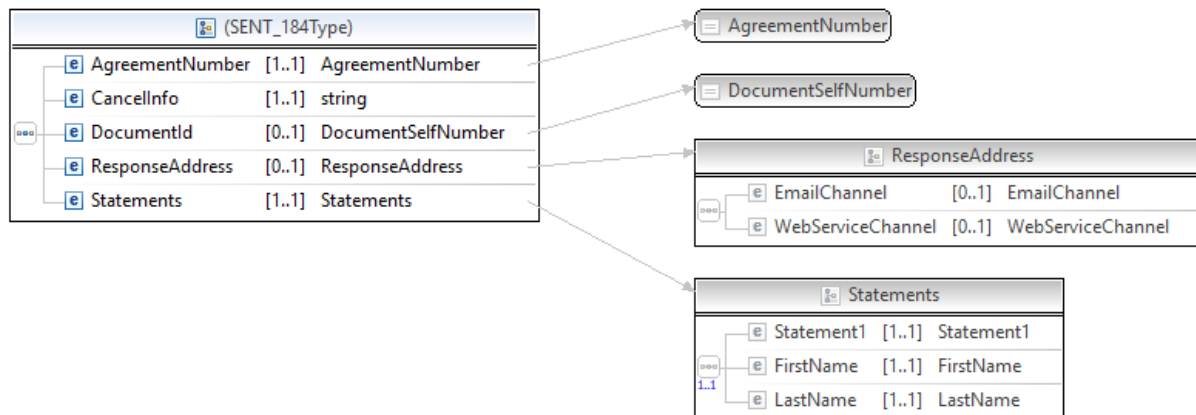 (SENT_184Type)
e AgreementNumber [1..1] AgreementNumber
e CancelInfo [1..1] string
e DocumentId [0..1] DocumentSelfNumber
e ResponseAddress [0..1] ResponseAddress
e Statements [1..1] Statements
AgreementNumber
DocumentSelfNumber
ResponseAddress
e EmailChannel [0..1] EmailChannel
e WebServiceChannel [0..1] WebServiceChannel
Statements
e Statement1 [1..1] Statement1
e FirstName [1..1] FirstName
1..1
e LastName [1..1] LastName